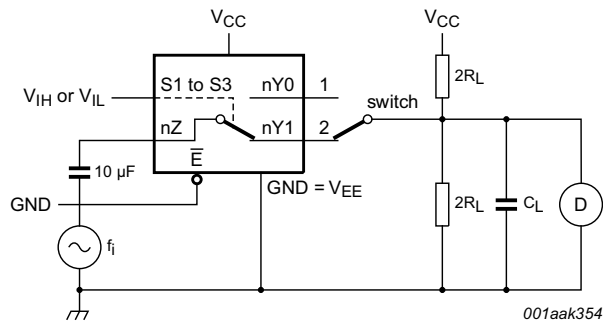 VCC
VCC
S1 to S3
nY0
1
2RL
VIH or VIL
switch
nZ
nY1
2
E
10 µF
GND
GND = VEE
2RL
CL
D
fi
001aak354